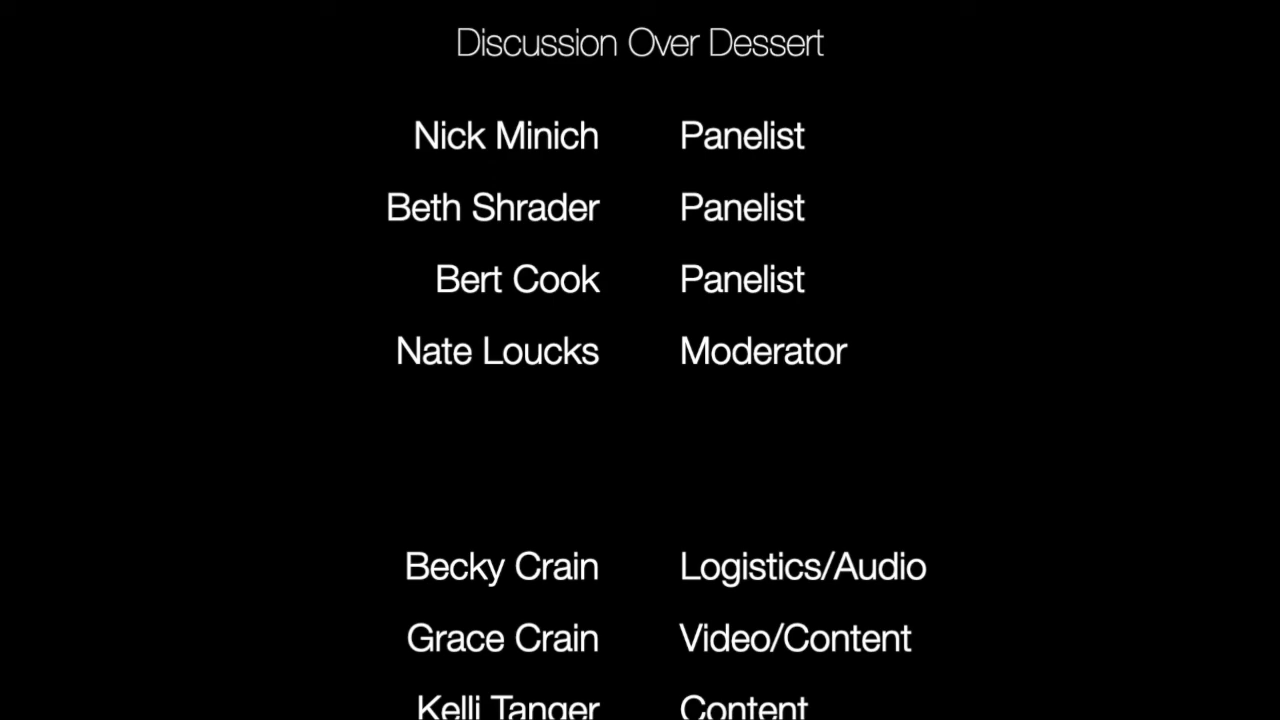 Discussion Over Dessert
Nick Minich Panelist
Beth Shrader Panelist
Bert Cook Panelist
Nate Loucks Moderator
Becky Crain Logistics/Audio
Grace Crain Video/Content
Kelli Tanger Content